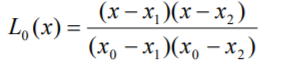 L₀(x) = (x − x₁)(x − x₂) / (x₀ − x₁)(x₀ − x₂)